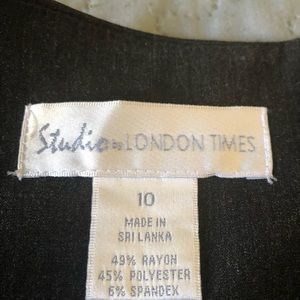 Studio by LONDON TIMES
10
MADE IN
SRI LANKA
49% RAYON
45% POLYESTER
6% SPANDEX